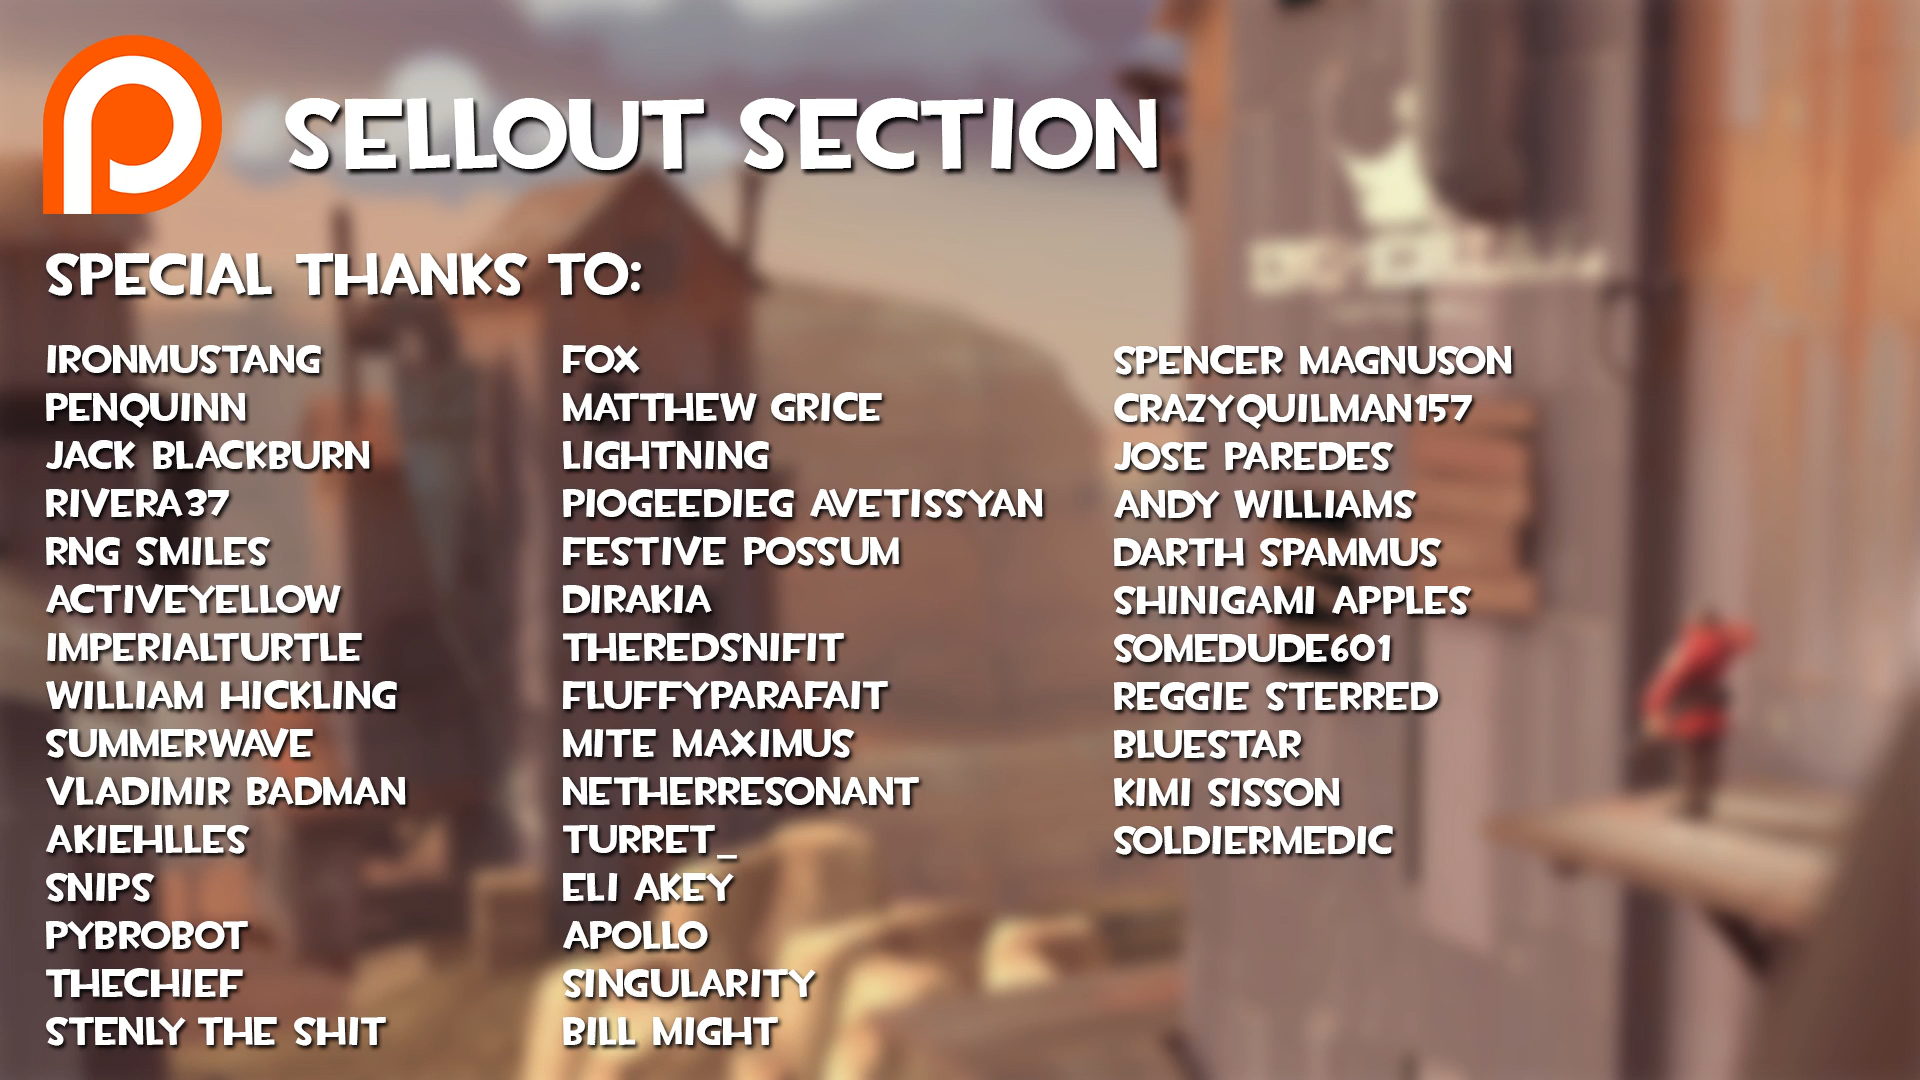 SELLOUT SECTION
SPECIAL THANKS TO:
IRONMUSTANG
PENQUINN
JACK BLACKBURN
RIVERA37
RNG SMILES
ACTIVEYELLOW
IMPERIALTURTLE
WILLIAM HICKLING
SUMMERWAVE
VLADIMIR BADMAN
AKIEHLLES
SNIPS
PYBROBOT
THECHIEF
STENLY THE SHIT
FOX
MATTHEW GRICE
LIGHTNING
PIOGEEDIEG AVETISSYAN
FESTIVE POSSUM
DIRAKIA
THEREDSNIFIT
FLUFFYPARAFAIT
MITE MAXIMUS
NETHERRESONANT
TURRET_
ELI AKEY
APOLLO
SINGULARITY
BILL MIGHT
SPENCER MAGNUSON
CRAZYQUILMAN157
JOSE PAREDES
ANDY WILLIAMS
DARTH SPAMMUS
SHINIGAMI APPLES
SOMEDUDE601
REGGIE STERRED
BLUESTAR
KIMI SISSON
SOLDIERMEDIC